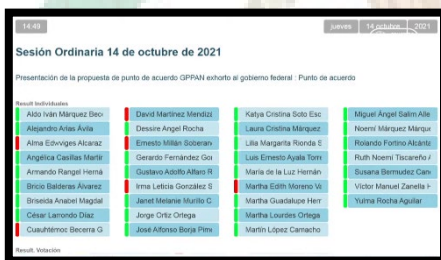 14:49
jueves 14 octubre 2021
Sesión Ordinaria 14 de octubre de 2021
Presentación de la propuesta de punto de acuerdo GPPAN exhorto al gobierno federal : Punto de acuerdo
Result Individuales
Aldo Iván Márquez Bec
Alejandro Arias Ávila
Alma Edwviges Alcaraz
Angélica Casillas Martír
Armando Rangel Herná
Bricio Balderas Álvarez
Briseida Anabel Magdal
César Larrondo Díaz
Cuauhtémoc Becerra G
David Martínez Mendizá
Dessire Angel Rocha
Ernesto Millán Soberan
Gerardo Fernández Gon
Gustavo Adolfo Alfaro R
Irma Leticia González S
Janet Melanie Murillo C
Jorge Ortiz Ortega
José Alfonso Borja Pime
Katya Cristina Soto Esc
Laura Cristina Márquez
Lilia Margarita Rionda S
Luis Ernesto Ayala Torr
María de la Luz Hernán
Martha Edith Moreno Va
Martha Guadalupe Herr
Martha Lourdes Ortega
Martín López Camacho
Miguel Ángel Salim Alle
Noemí Márquez Márque
Rolando Fortino Alcánta
Ruth Noemí Tiscareño A
Susana Bermudez Can
Víctor Manuel Zanella H
Yulma Rocha Aguilar
Result. Votación